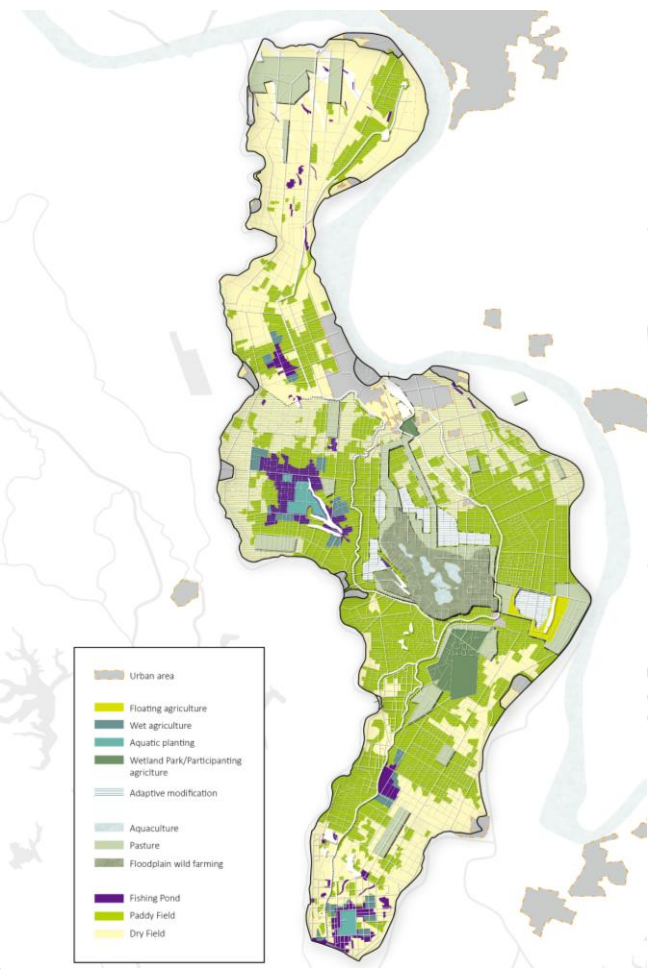 Urban area
Floating agriculture
Wet agriculture
Aquatic planting
Wetland Park/Participanting
agriclture
Adaptive modification
Aquaculture
Pasture
Floodplain wild farming
Fishing Pond
Paddy Field
Dry Field